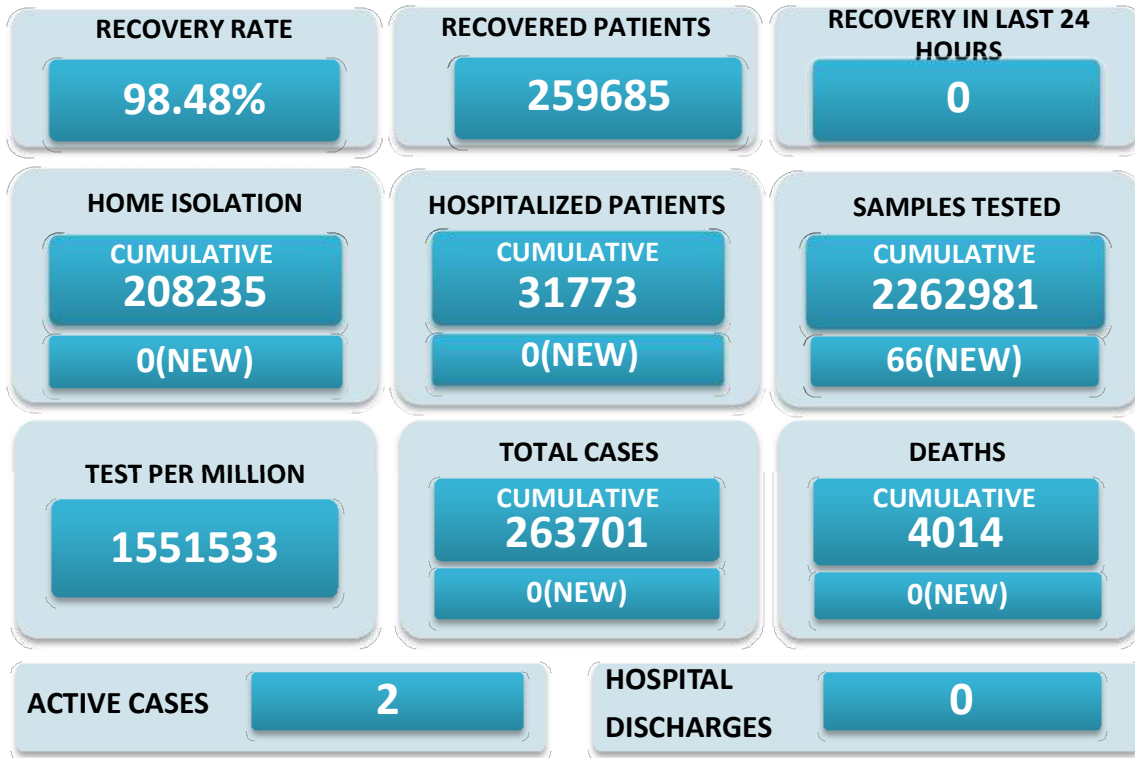 RECOVERY RATE
98.48%
RECOVERED PATIENTS
259685
RECOVERY IN LAST 24
HOURS
0
HOME ISOLATION
CUMULATIVE
208235
0(NEW)
HOSPITALIZED PATIENTS
CUMULATIVE
31773
0(NEW)
SAMPLES TESTED
CUMULATIVE
2262981
66(NEW)
TEST PER MILLION
1551533
TOTAL CASES
CUMULATIVE
263701
0(NEW)
DEATHS
CUMULATIVE
4014
0(NEW)
ACTIVE CASES
2
HOSPITAL
DISCHARGES
0